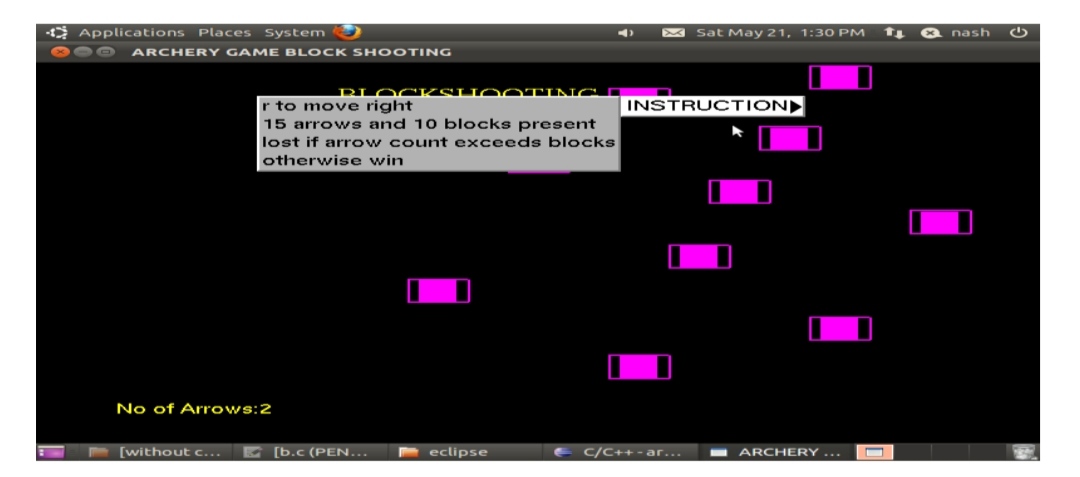 Applications Places System Sat May 21, 1:30 PM nash
ARCHERY GAME BLOCK SHOOTING
BLOCKSHOOTING
r to move right
INSTRUCTION
15 arrows and 10 blocks present
lost if arrow count exceeds blocks
otherwise win
No of Arrows:2
[without c... [b.c (PEN... eclipse C/C++ - ar... ARCHERY ...